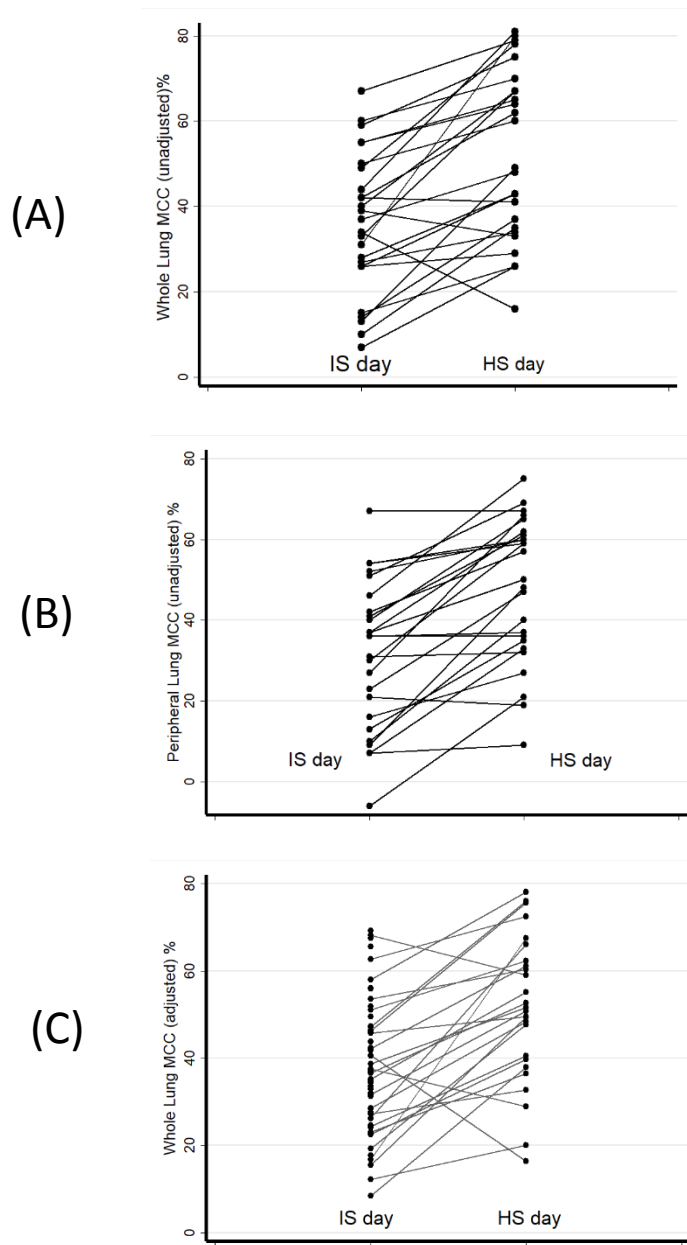 (A)
Whole Lung MCC (unadjusted)%
80
60
40
20
0
IS day
HS day
(B)
Peripheral Lung MCC (unadjusted) %
80
60
40
20
0
IS day
HS day
(C)
Whole Lung MCC (adjusted) %
80
60
40
20
0
IS day
HS day